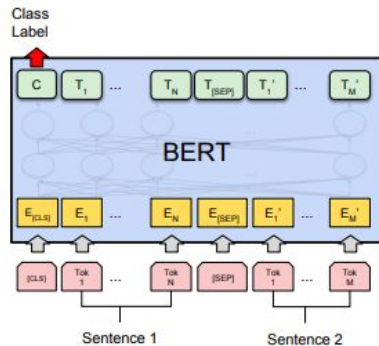 Class
Label
C T1 ... TN T[SEP] T1' ... TM'
BERT
E[CLS] E1 ... EN E[SEP] E1' ... EM'
[CLS] Tok 1 ... Tok N [SEP] Tok 1 ... Tok M
Sentence 1 Sentence 2